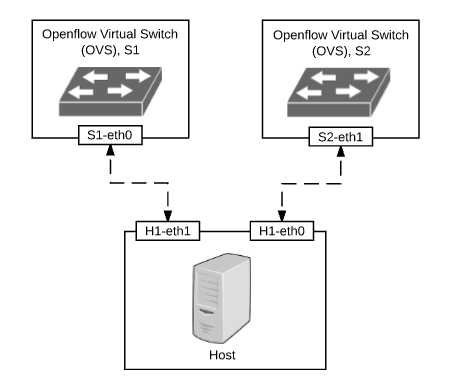 Openflow Virtual Switch
(OVS), S1
Openflow Virtual Switch
(OVS), S2
S1-eth0
S2-eth1
H1-eth1
H1-eth0
Host